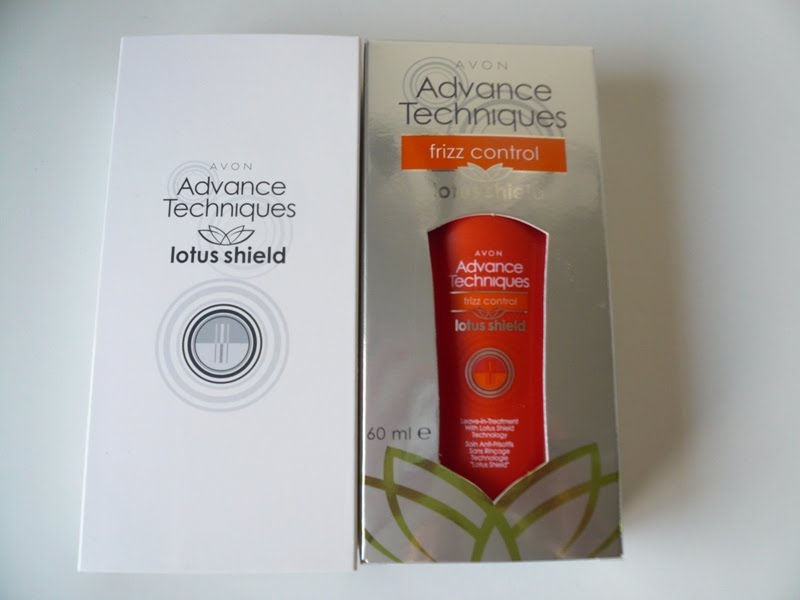 AVON
Advance
Techniques
lotus shield
AVON
Advance
Techniques
frizz control
lotus shield
AVON
Advance
Techniques
frizz control
lotus shield
Leave-In-Treatment
With Lotus Shield
Technology
Soin Anti-Frisottis
Sans Rinçage
Technologie
"Lotus Shield"
60 ml e